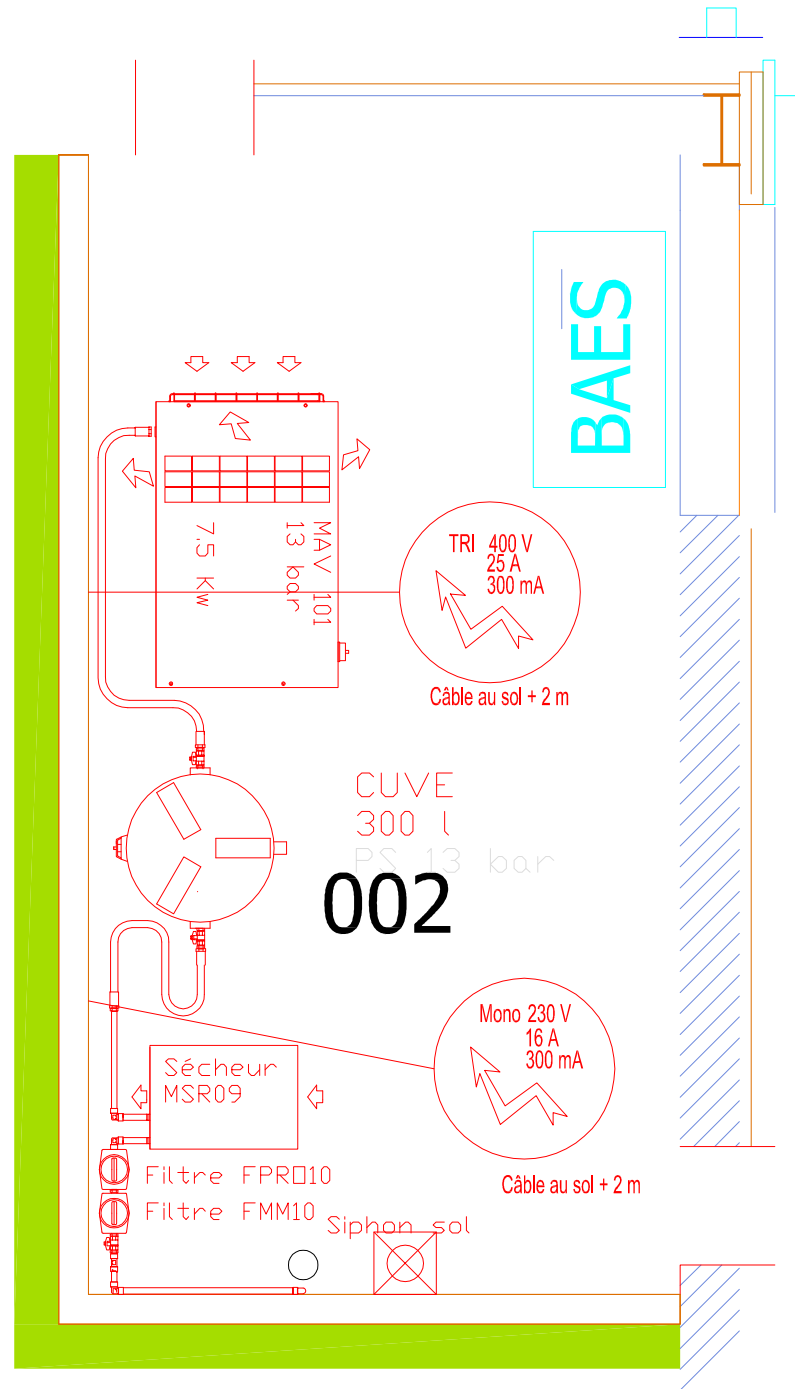 BAES
TRI 400 V
25 A
300 mA
MAV 101
13 bar
7.5 Kw
Câble au sol + 2 m
CUVE
300 l
PS 13 bar
002
Mono 230 V
16 A
300 mA
Sécheur
MSR09
Filtre FPRO10
Câble au sol + 2 m
Filtre FMM10
Siphon sol